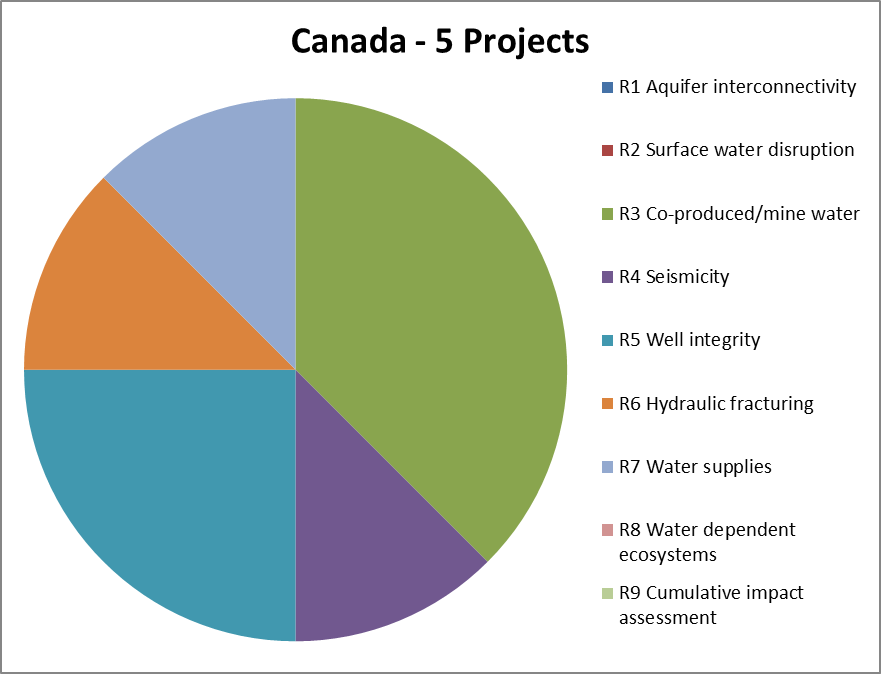 Canada - 5 Projects
R1 Aquifer interconnectivity
R2 Surface water disruption
R3 Co-produced/mine water
R4 Seismicity
R5 Well integrity
R6 Hydraulic fracturing
R7 Water supplies
R8 Water dependent
ecosystems
R9 Cumulative impact
assessment